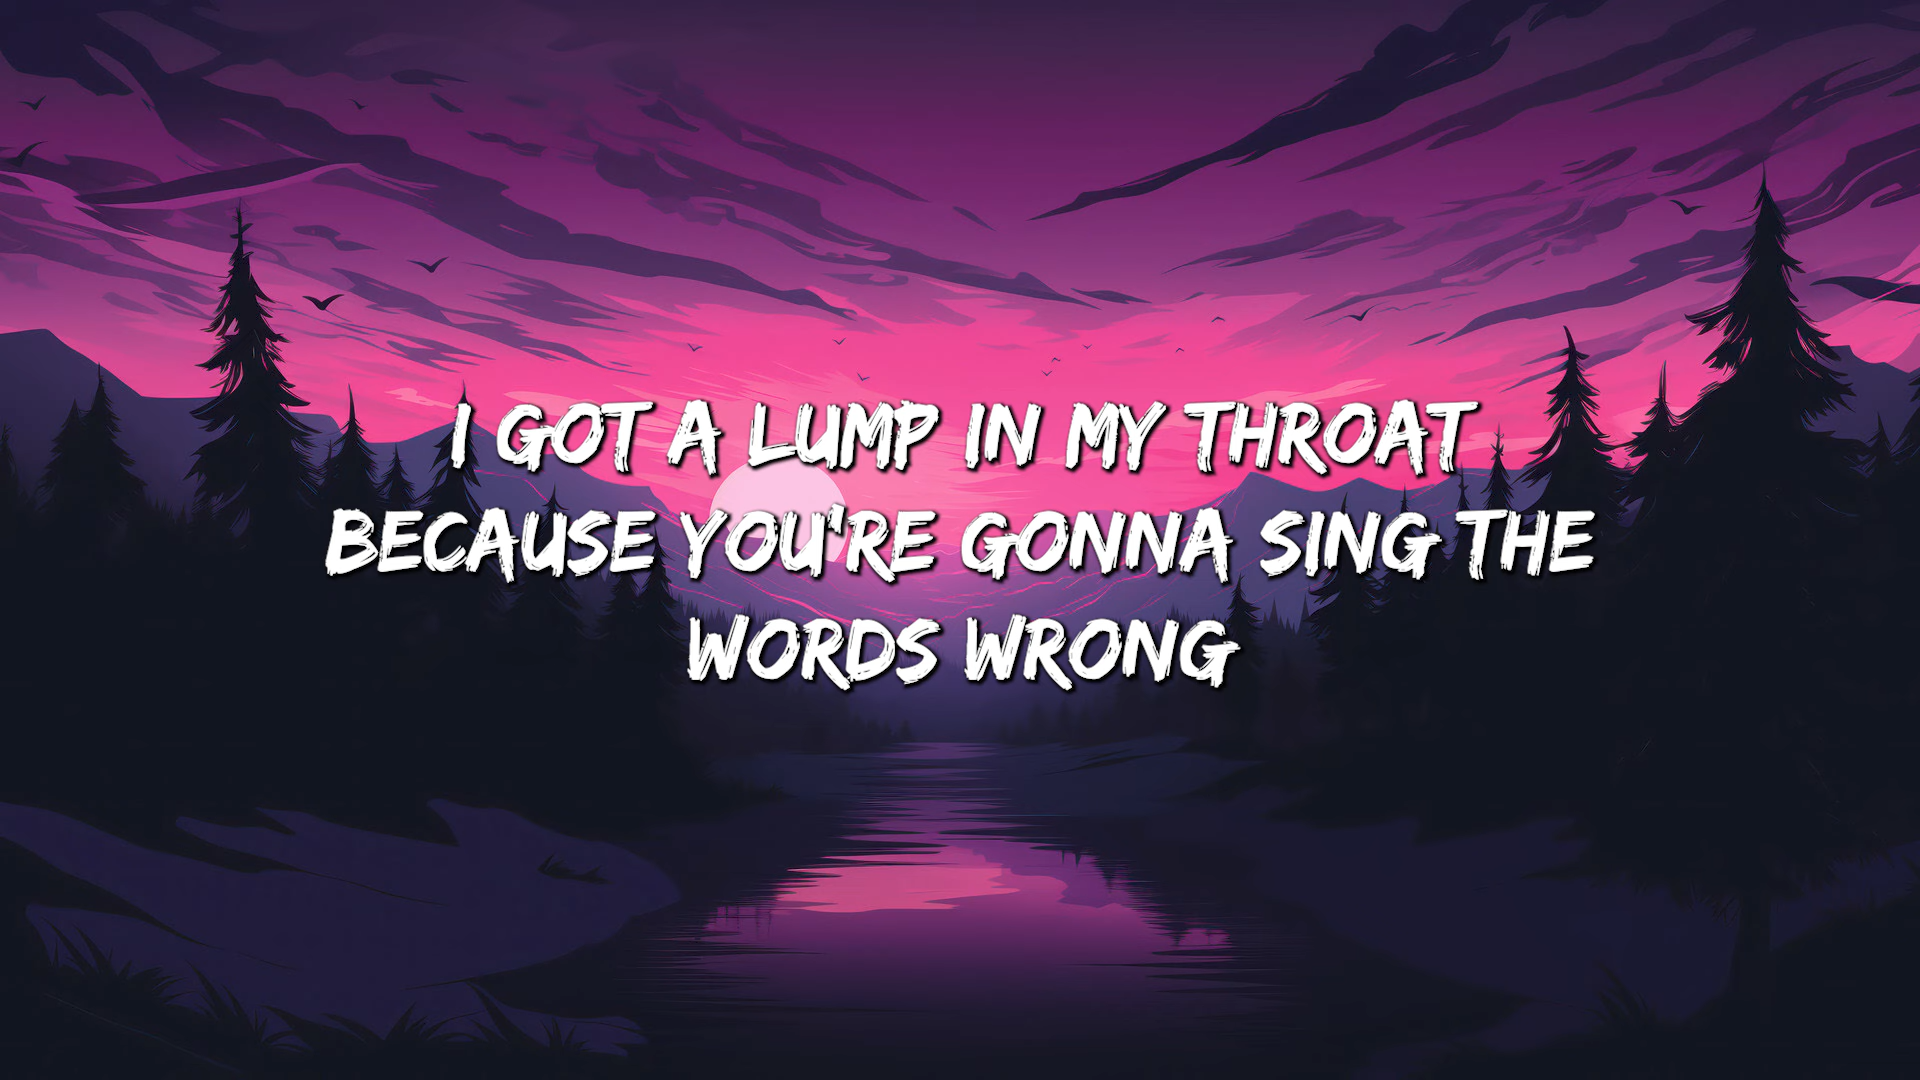 I GOT A LUMP IN MY THROAT
BECAUSE YOU'RE GONNA SING THE
WORDS WRONG